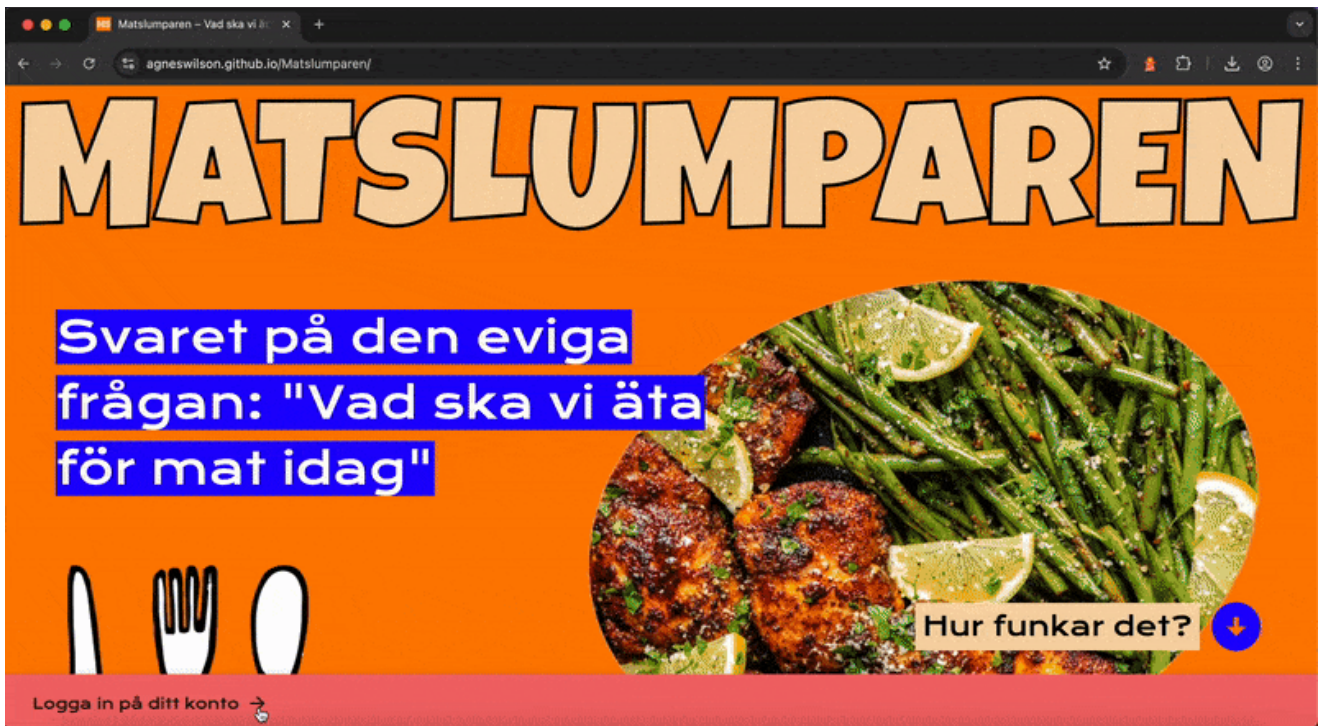 Matslumparen – Vad ska vi ä
agneswilson.github.io/Matslumparen/
MATSLUMPAREN
Svaret på den eviga
frågan: "Vad ska vi äta
för mat idag"
Hur funkar det?
Logga in på ditt konto